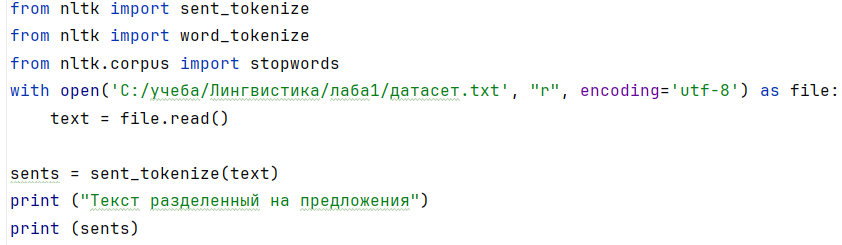 from nltk import sent_tokenize
from nltk import word_tokenize
from nltk.corpus import stopwords
with open('C:/учеба/Лингвистика/лаба1/датасет.txt', "r", encoding='utf-8') as file:
    text = file.read()
sents = sent_tokenize(text)
print ("Текст разделенный на предложения")
print (sents)